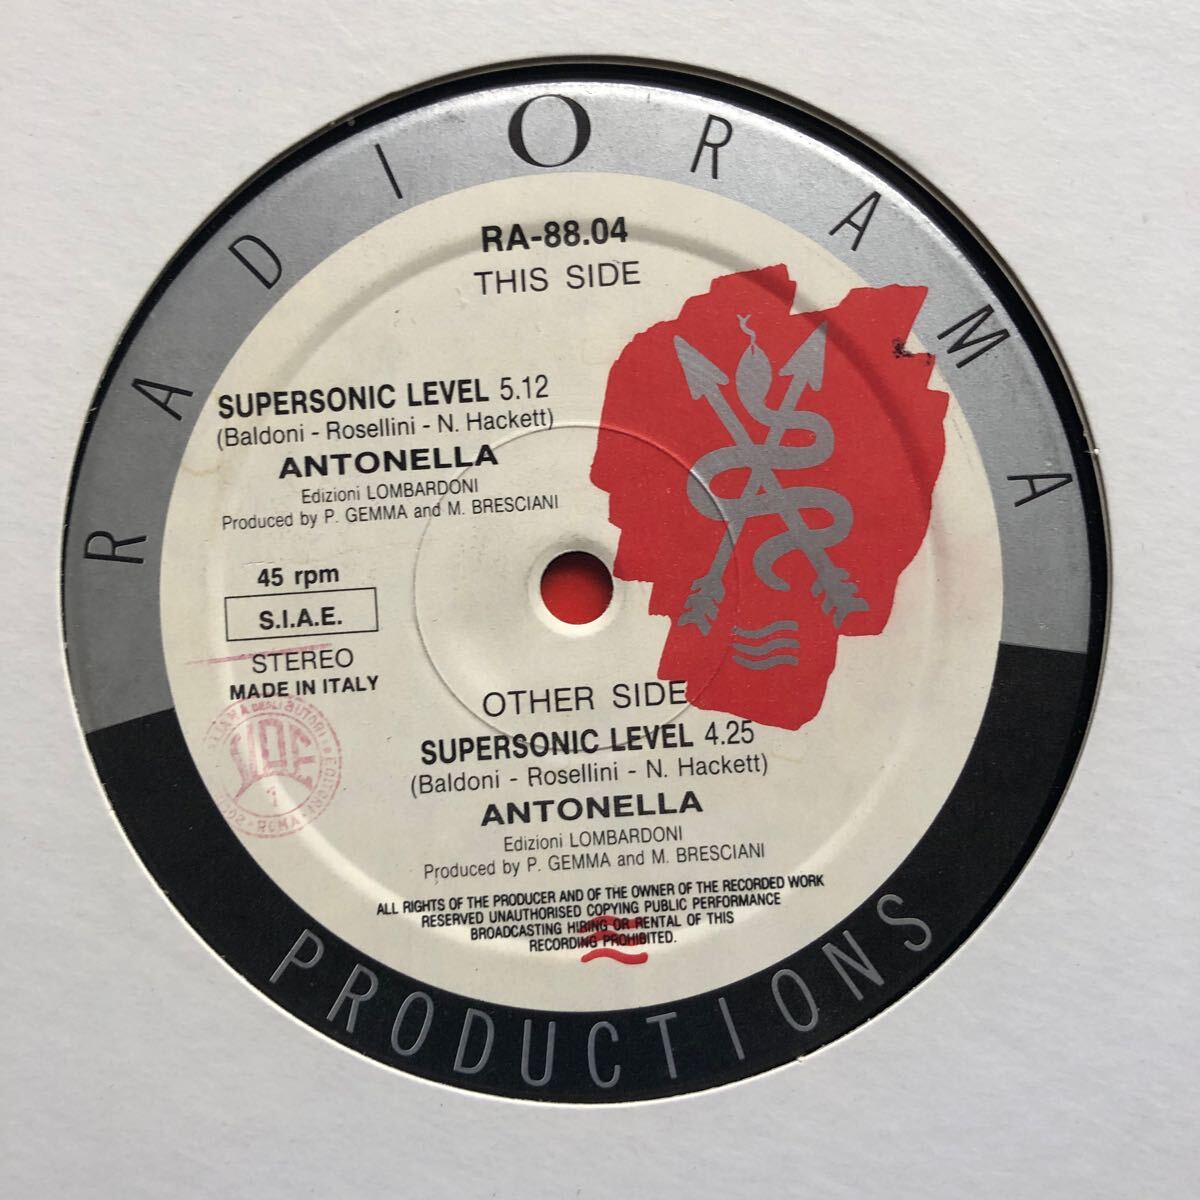 RADIORAMA
RA-88.04
THIS SIDE
SUPERSONIC LEVEL 5.12
(Baldoni - Rosellini - N. Hackett)
ANTONELLA
Edizioni LOMBARDONI
Produced by P. GEMMA and M. BRESCIANI
45 rpm
S.I.A.E.
STEREO
MADE IN ITALY
OTHER SIDE
SUPERSONIC LEVEL 4.25
(Baldoni - Rosellini - N. Hackett)
ANTONELLA
Edizioni LOMBARDONI
Produced by P. GEMMA and M. BRESCIANI
ALL RIGHTS OF THE PRODUCER AND OF THE OWNER OF THE RECORDED WORK
RESERVED UNAUTHORISED COPYING PUBLIC PERFORMANCE
BROADCASTING HIRING OR RENTAL OF THIS
RECORDING PROHIBITED.
PRODUCTIONS
ROMA